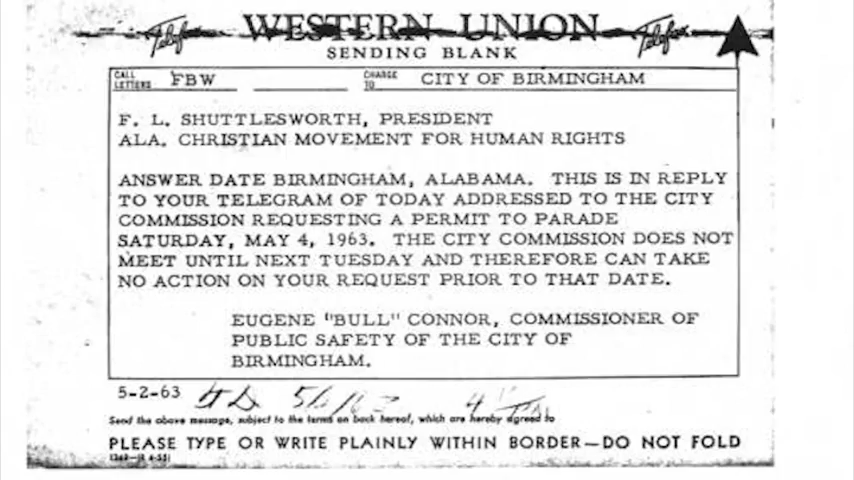 Telefax WESTERN UNION Telefax
SENDING BLANK
CALL LETTERS FBW CHARGE TO CITY OF BIRMINGHAM
F. L. SHUTTLESWORTH, PRESIDENT
ALA. CHRISTIAN MOVEMENT FOR HUMAN RIGHTS
ANSWER DATE BIRMINGHAM, ALABAMA. THIS IS IN REPLY
TO YOUR TELEGRAM OF TODAY ADDRESSED TO THE CITY
COMMISSION REQUESTING A PERMIT TO PARADE
SATURDAY, MAY 4, 1963. THE CITY COMMISSION DOES NOT
MEET UNTIL NEXT TUESDAY AND THEREFORE CAN TAKE
NO ACTION ON YOUR REQUEST PRIOR TO THAT DATE.
EUGENE "BULL" CONNOR, COMMISSIONER OF
PUBLIC SAFETY OF THE CITY OF
BIRMINGHAM.
5-2-63
Send the above message, subject to the terms on back hereof, which are hereby agreed to
PLEASE TYPE OR WRITE PLAINLY WITHIN BORDER—DO NOT FOLD